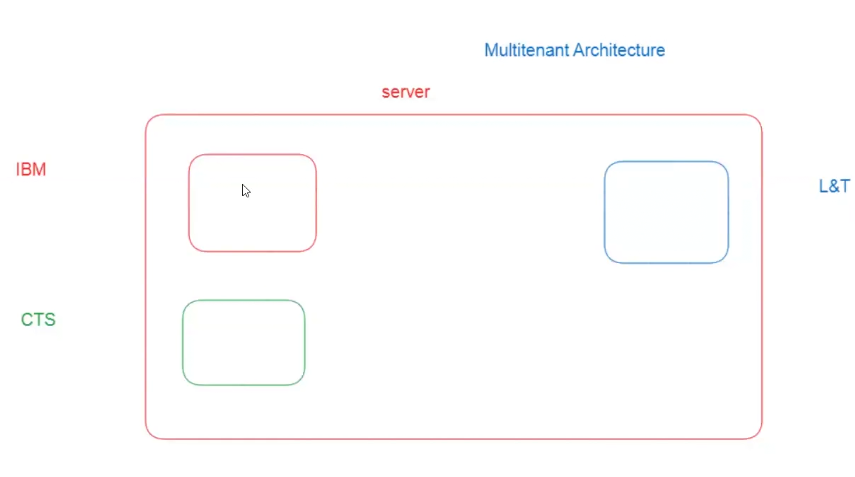 Multitenant Architecture
server
IBM
L&T
CTS